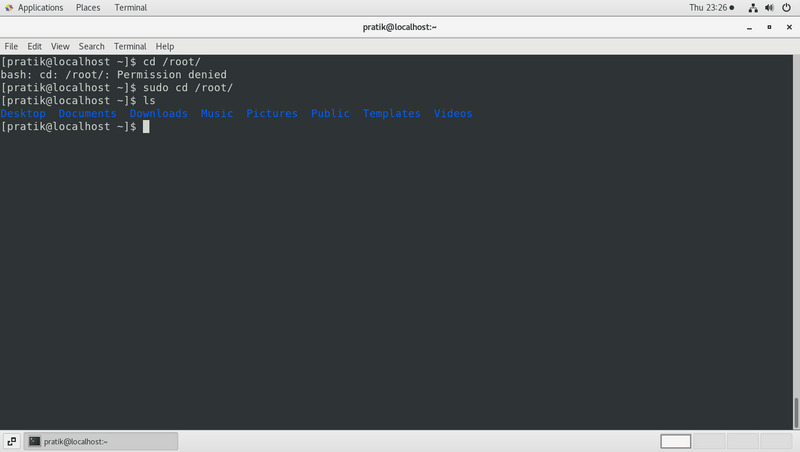 Applications Places Terminal Thu 23:26
pratik@localhost:~
File Edit View Search Terminal Help
[pratik@localhost ~]$ cd /root/
bash: cd: /root/: Permission denied
[pratik@localhost ~]$ sudo cd /root/
[pratik@localhost ~]$ ls
Desktop Documents Downloads Music Pictures Public Templates Videos
[pratik@localhost ~]$
pratik@localhost:~